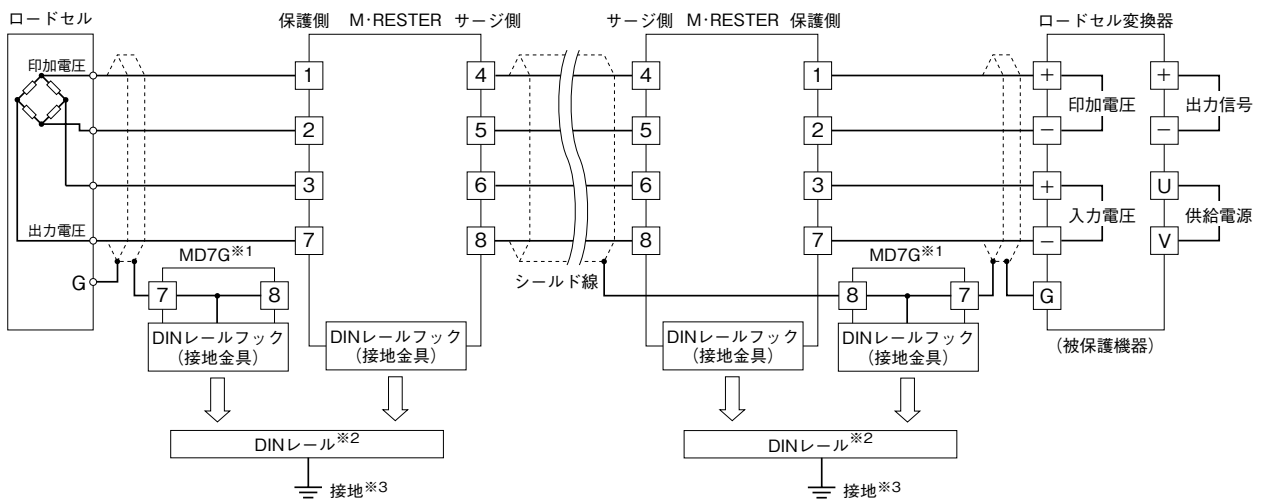 ロードセル
保護側 M・RESTER サージ側
サージ側 M・RESTER 保護側
ロードセル変換器
印加電圧
1
4
4
1
+
+
印加電圧
出力信号
2
5
5
2
−
−
3
6
6
3
+
U
入力電圧
供給電源
出力電圧
7
8
8
7
−
V
MD7G※1
シールド線
MD7G※1
G
7
8
8
7
G
DINレールフック
(接地金具)
DINレールフック
(接地金具)
DINレールフック
(接地金具)
DINレールフック
(接地金具)
(被保護機器)
DINレール※2
DINレール※2
接地※3
接地※3